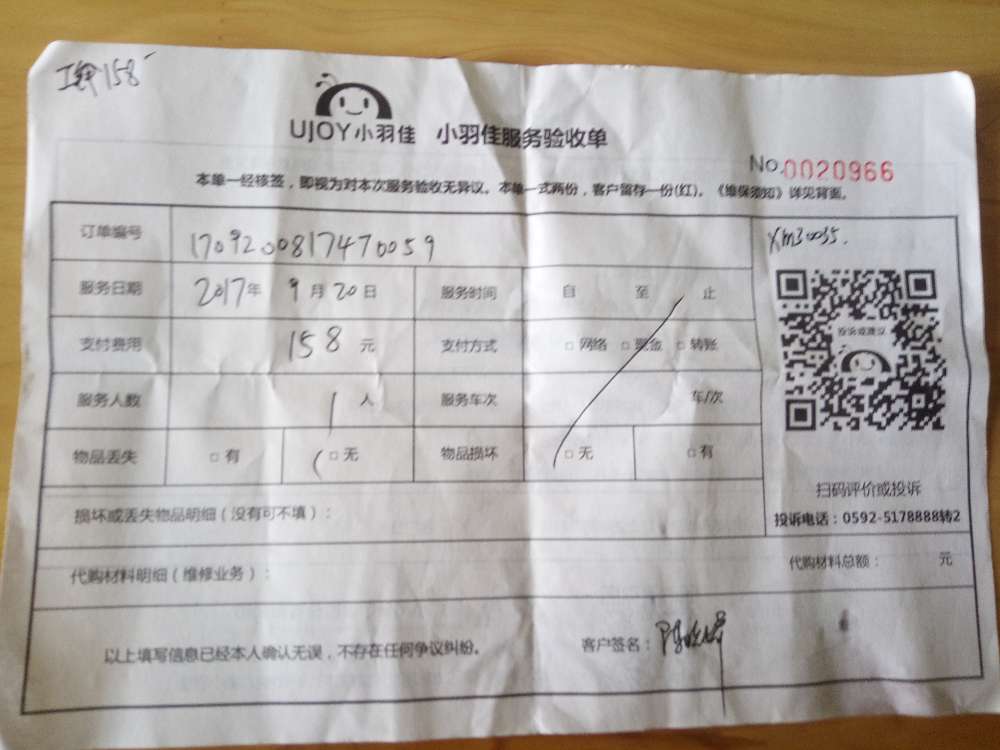 158
UJOY小羽佳 小羽佳服务验收单
No.0020966
本单一经核签，即视为对本次服务验收无异议。本单一式两份，客户留存一份(红)。《维保须知》详见背面。
订单编号 1709200817470059
xm30035.
服务日期 2017年 9月20日 服务时间 自 至 止
投诉或建议
支付费用 158 元 支付方式 □网络 □现金 □转账
服务人数 1 人 服务车次 车/次
物品丢失 □有 □无 物品损坏 □无 □有
扫码评价或投诉
投诉电话：0592-5178888转2
损坏或丢失物品明细（没有可不填）：
代购材料明细（维修业务）： 代购材料总额： 元
以上填写信息已经本人确认无误，不存在任何争议纠纷。 客户签名：